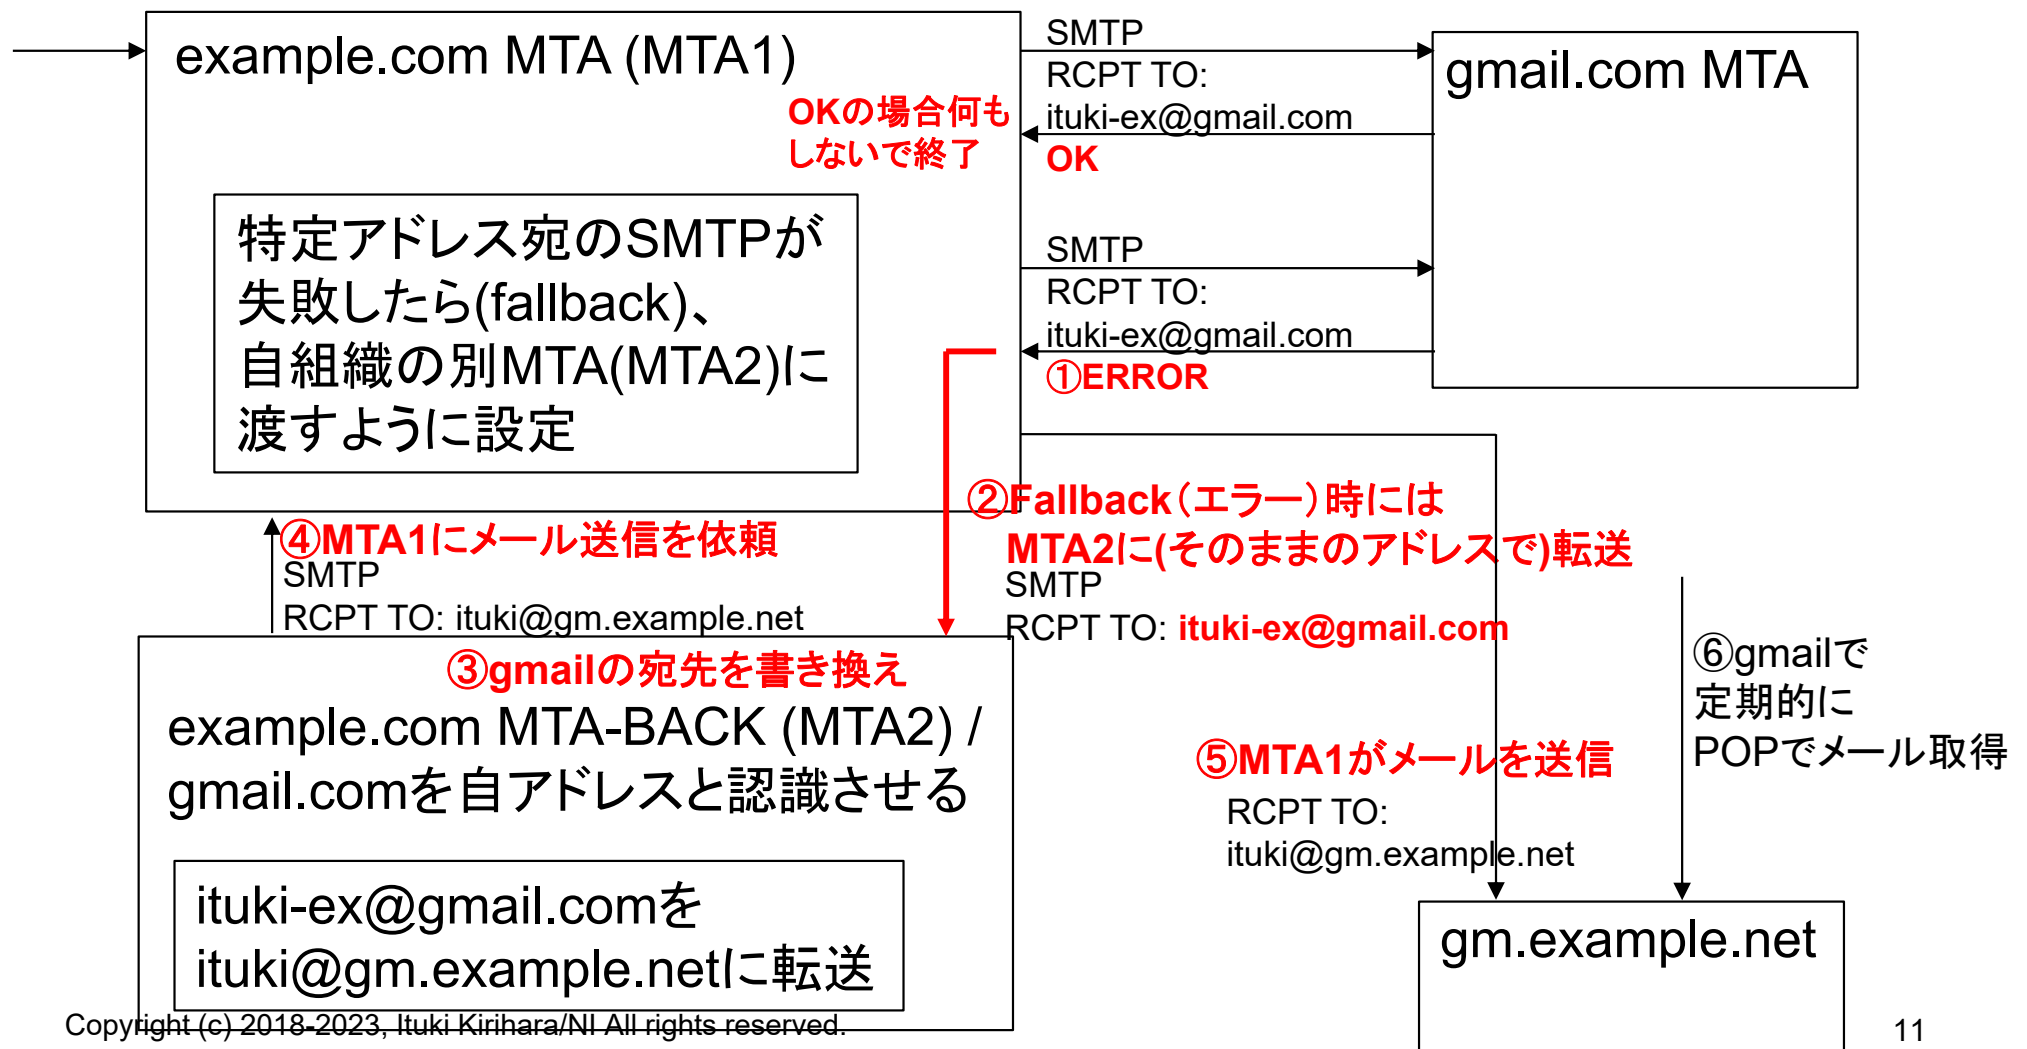 example.com MTA (MTA1)
OKの場合何も
しないで終了
特定アドレス宛のSMTPが
失敗したら(fallback)、
自組織の別MTA(MTA2)に
渡すように設定
SMTP
RCPT TO:
ituki-ex@gmail.com
OK
SMTP
RCPT TO:
ituki-ex@gmail.com
①ERROR
gmail.com MTA
②Fallback（エラー）時には
MTA2に(そのままのアドレスで)転送
SMTP
RCPT TO: ituki-ex@gmail.com
④MTA1にメール送信を依頼
SMTP
RCPT TO: ituki@gm.example.net
③gmailの宛先を書き換え
example.com MTA-BACK (MTA2) /
gmail.comを自アドレスと認識させる
ituki-ex@gmail.comを
ituki@gm.example.netに転送
⑤MTA1がメールを送信
RCPT TO:
ituki@gm.example.net
⑥gmailで
定期的に
POPでメール取得
gm.example.net
Copyright (c) 2018-2023, Ituki Kirihara/NI All rights reserved.
11